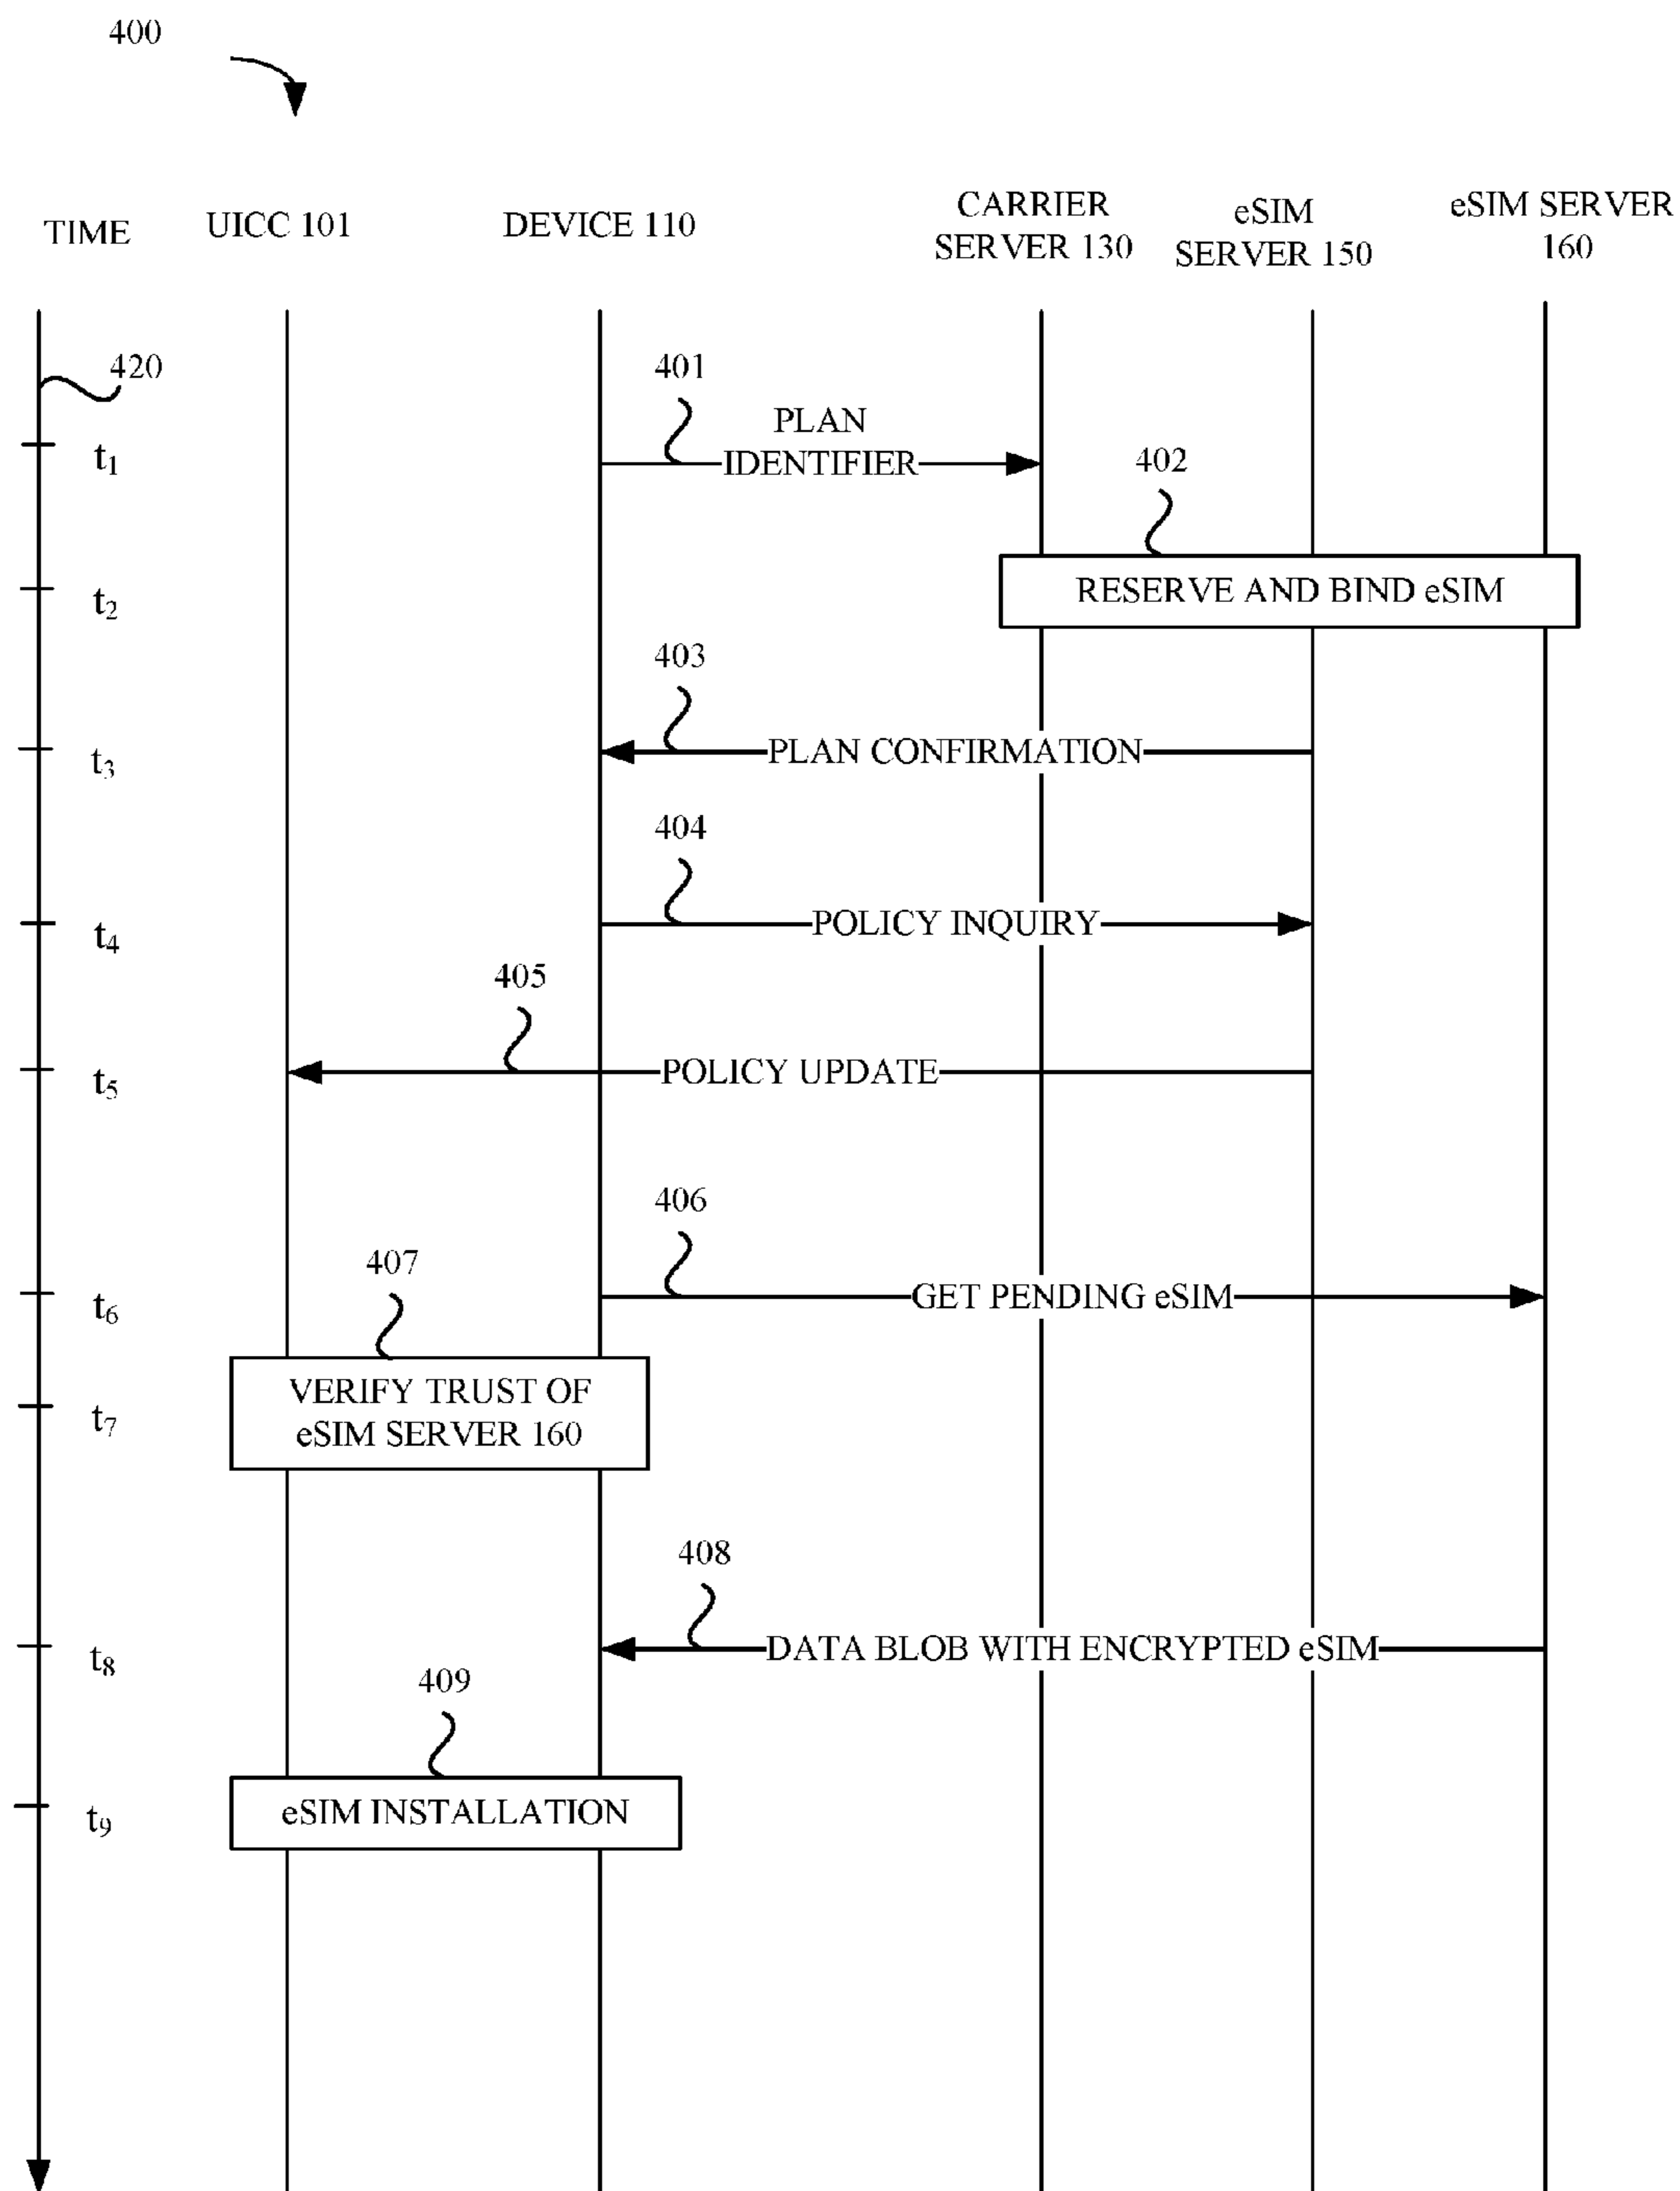 400
TIME
UICC 101
DEVICE 110
CARRIER
SERVER 130
eSIM
SERVER 150
eSIM SERVER
160
420
401
PLAN
IDENTIFIER
t1
402
RESERVE AND BIND eSIM
t2
403
PLAN CONFIRMATION
t3
404
POLICY INQUIRY
t4
405
POLICY UPDATE
t5
406
GET PENDING eSIM
t6
407
VERIFY TRUST OF
eSIM SERVER 160
t7
408
DATA BLOB WITH ENCRYPTED eSIM
t8
409
eSIM INSTALLATION
t9